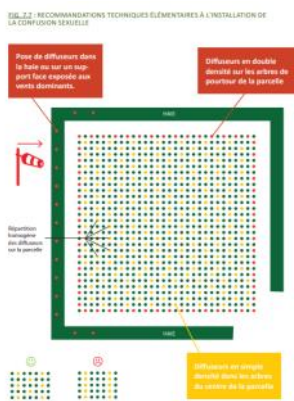 FIG. 7.7 : RECOMMANDATIONS TECHNIQUES ÉLÉMENTAIRES À L'INSTALLATION DE
LA CONFUSION SEXUELLE
Pose de diffuseurs dans
la haie ou sur un sup-
port face exposée aux
vents dominants.
Diffuseurs en double
densité sur les arbres de
pourtour de la parcelle
HAIE
Répartition
homogène
des diffuseurs
sur la parcelle
HAIE
Diffuseurs en simple
densité dans les arbres
du centre de la parcelle